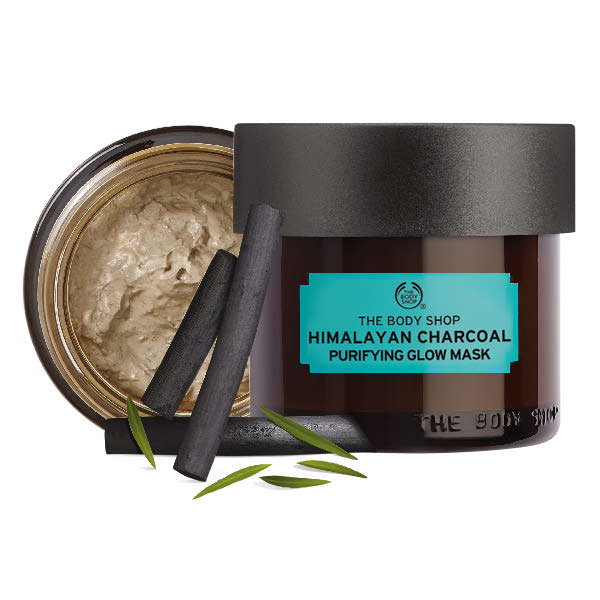 THE
BODY
SHOP
®
THE BODY SHOP
HIMALAYAN CHARCOAL
PURIFYING GLOW MASK
THE BODY SHOP